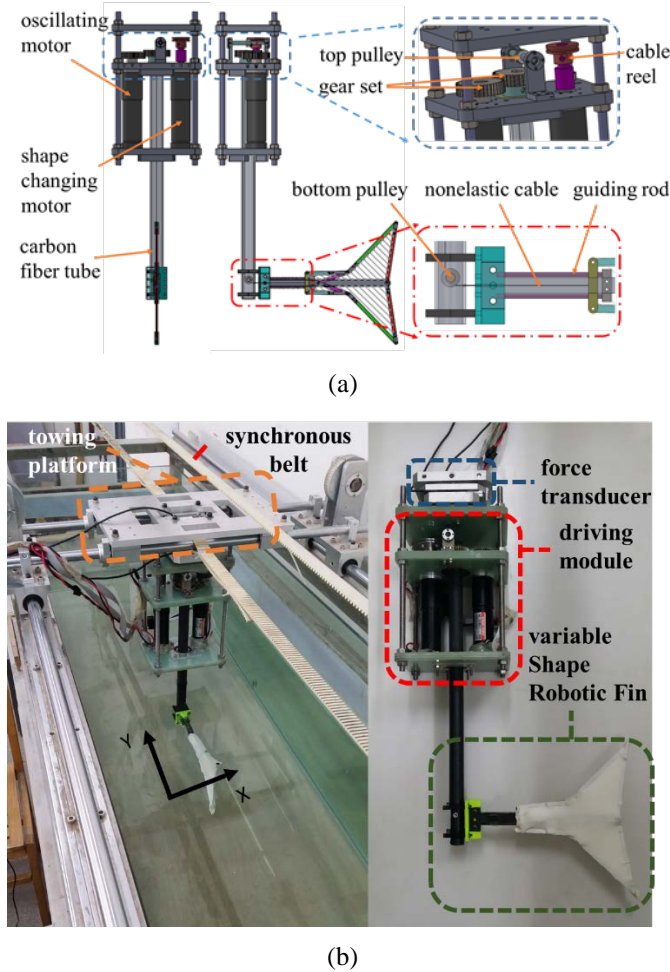 oscillating
motor
top pulley
gear set
cable
reel
shape
changing
motor
carbon
fiber tube
bottom pulley
nonelastic cable
guiding rod
(a)
towing
platform
synchronous
belt
Y
X
force
transducer
driving
module
variable
Shape
Robotic Fin
(b)